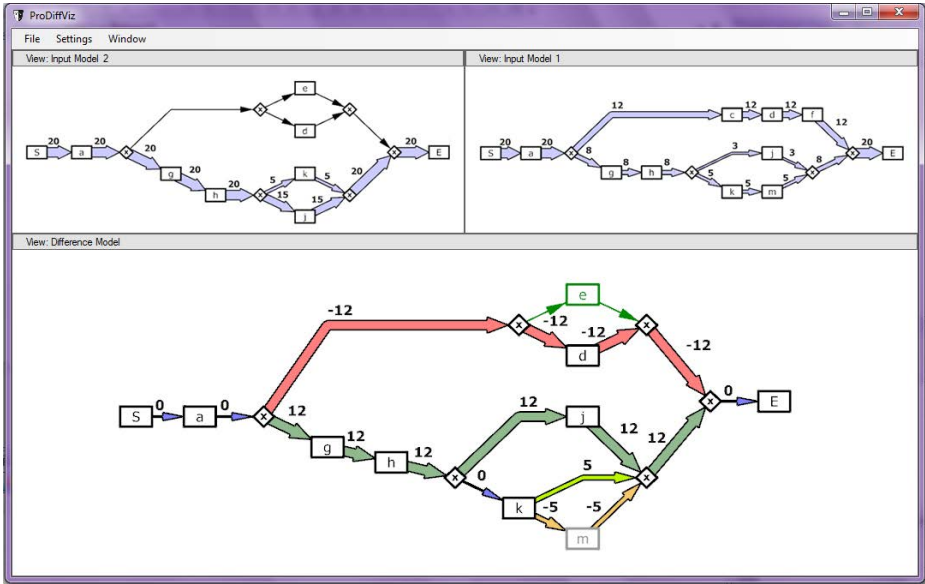 ProDiffViz
File Settings Window
View: Input Model 2
e
d
20 20 20 20 20 20 5 5 15 15 20 20
S a x x x g h x k j x x E
View: Input Model 1
12 12 12 12
c d f
20 20 8 8 8 3 3 5 5 5 8 20
S a x g h x j k m x x E
View: Difference Model
e
-12 -12 -12 -12
x d x
0 0 0
S a x x E
12 12 12 12 12 12
g h x j x
0 5
k -5 -5
m